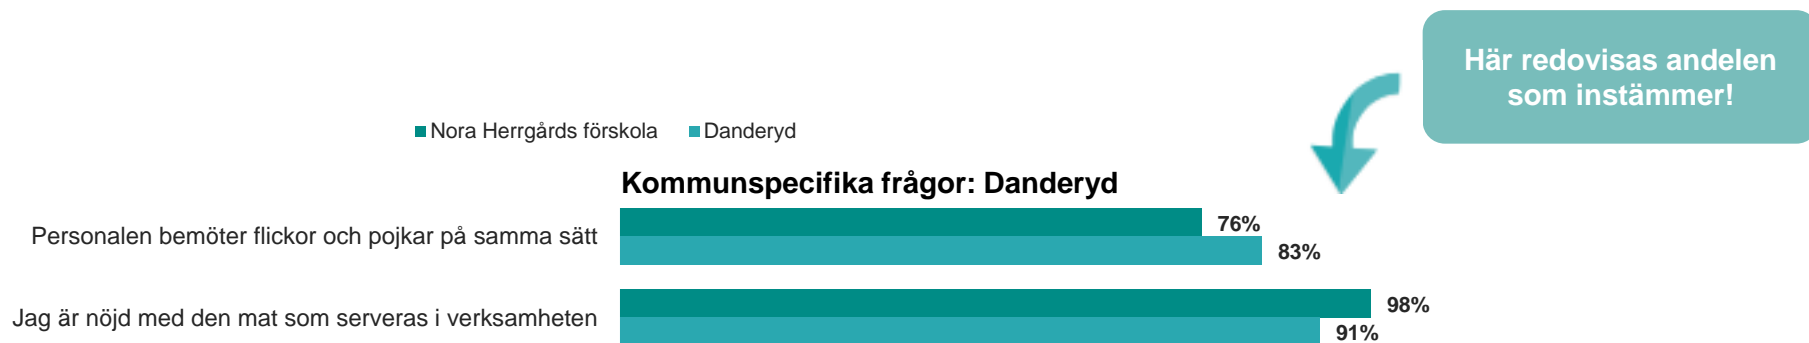 Här redovisas andelen
som instämmer!
Nora Herrgårds förskola Danderyd
Kommunspecifika frågor: Danderyd
Personalen bemöter flickor och pojkar på samma sätt
76%
83%
Jag är nöjd med den mat som serveras i verksamheten
98%
91%